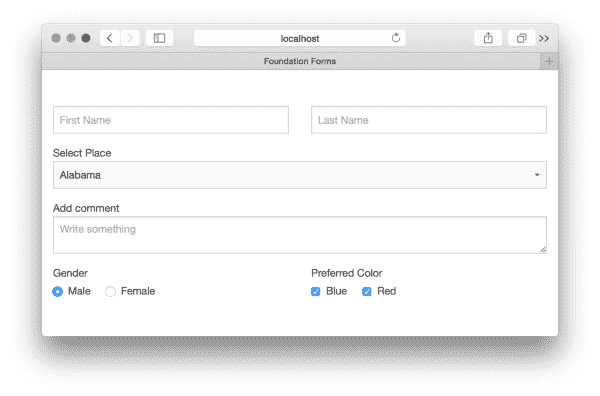 localhost
Foundation Forms
First Name
Last Name
Select Place
Alabama
Add comment
Write something
Gender
Preferred Color
Male
Female
Blue
Red